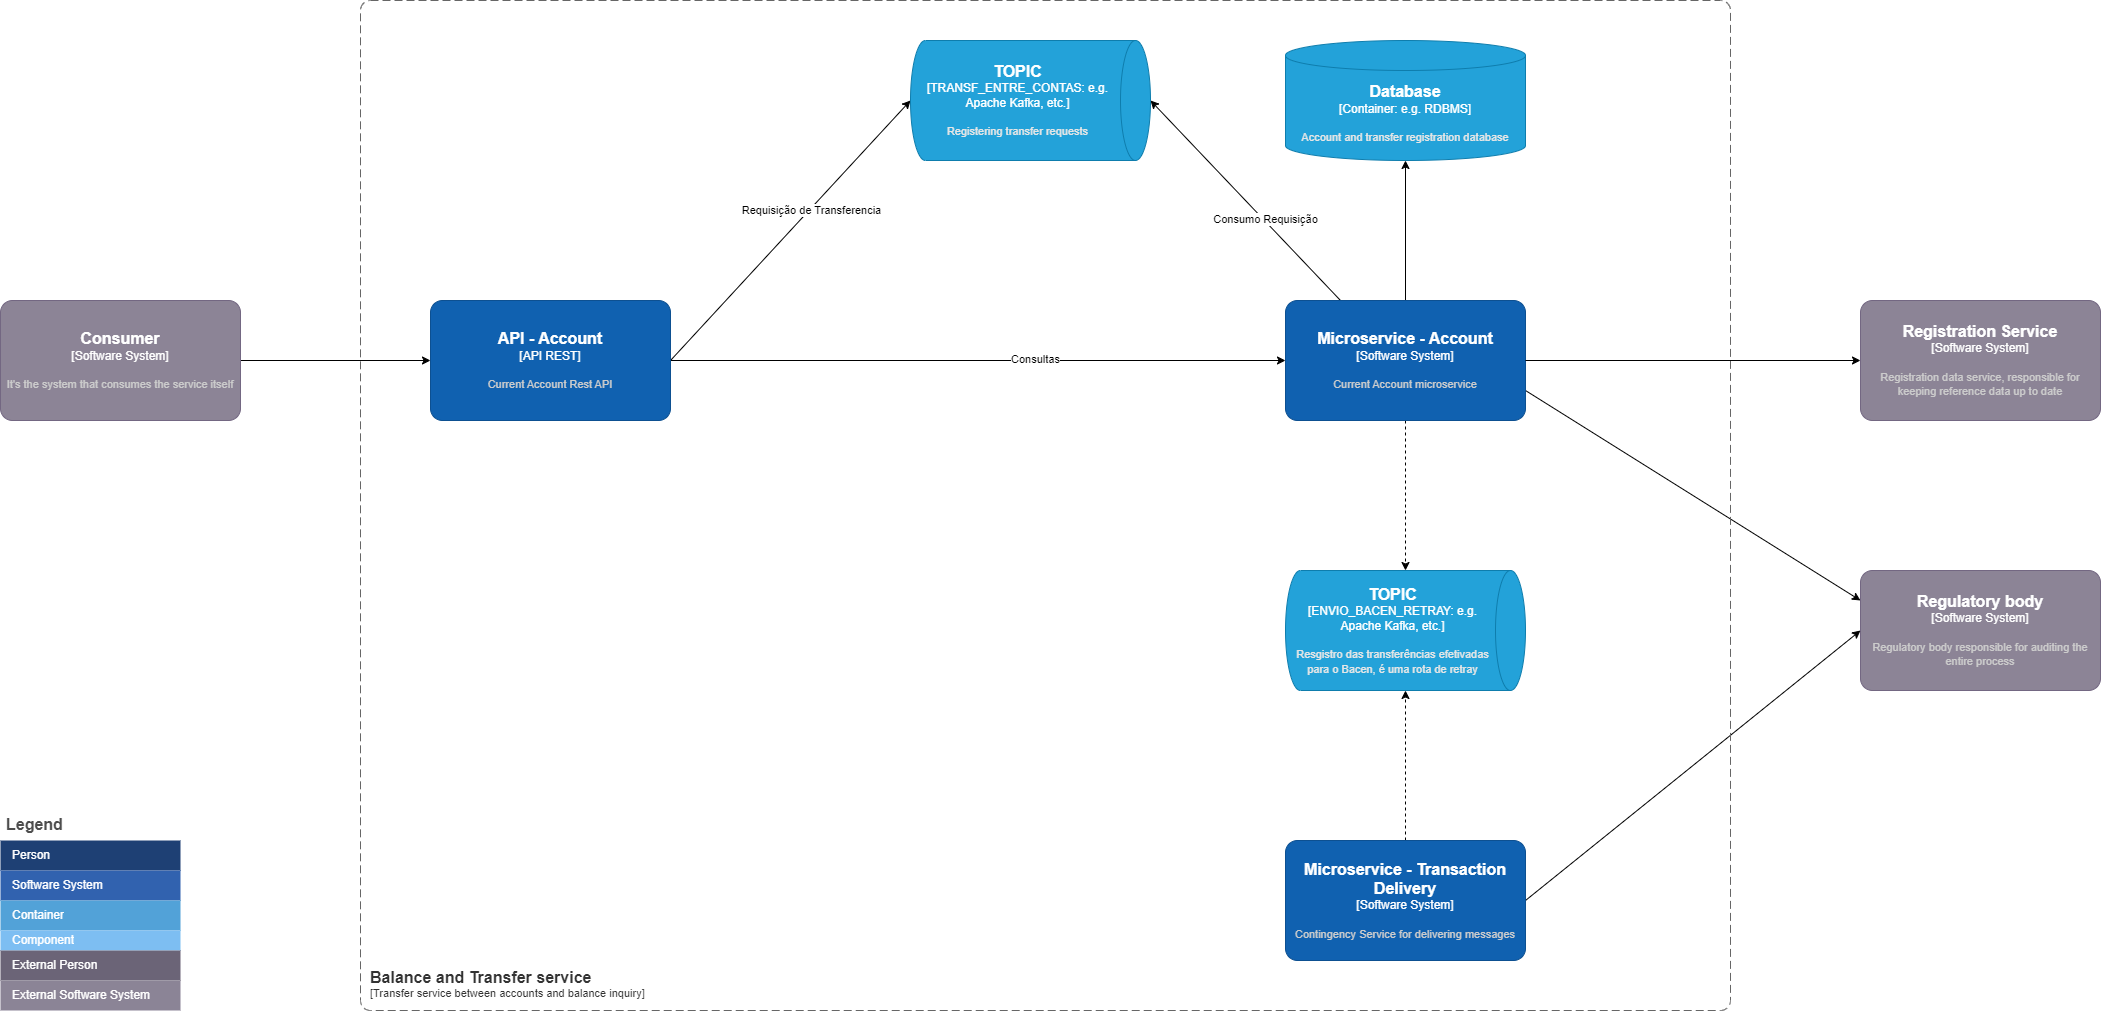 TOPIC
[TRANSF_ENTRE_CONTAS: e.g.
Apache Kafka, etc.]
Registering transfer requests
Database
[Container: e.g. RDBMS]
Account and transfer registration database
Requisição de Transferencia
Consumo Requisição
Consumer
[Software System]
It's the system that consumes the service itself
API - Account
[API REST]
Current Account Rest API
Consultas
Microservice - Account
[Software System]
Current Account microservice
Registration Service
[Software System]
Registration data service, responsible for
keeping reference data up to date
TOPIC
[ENVIO_BACEN_RETRAY: e.g.
Apache Kafka, etc.]
Resgistro das transferências efetivadas
para o Bacen, é uma rota de retray
Regulatory body
[Software System]
Regulatory body responsible for auditing the
entire process
Microservice - Transaction
Delivery
[Software System]
Contingency Service for delivering messages
Legend
Person
Software System
Container
Component
External Person
External Software System
Balance and Transfer service
[Transfer service between accounts and balance inquiry]